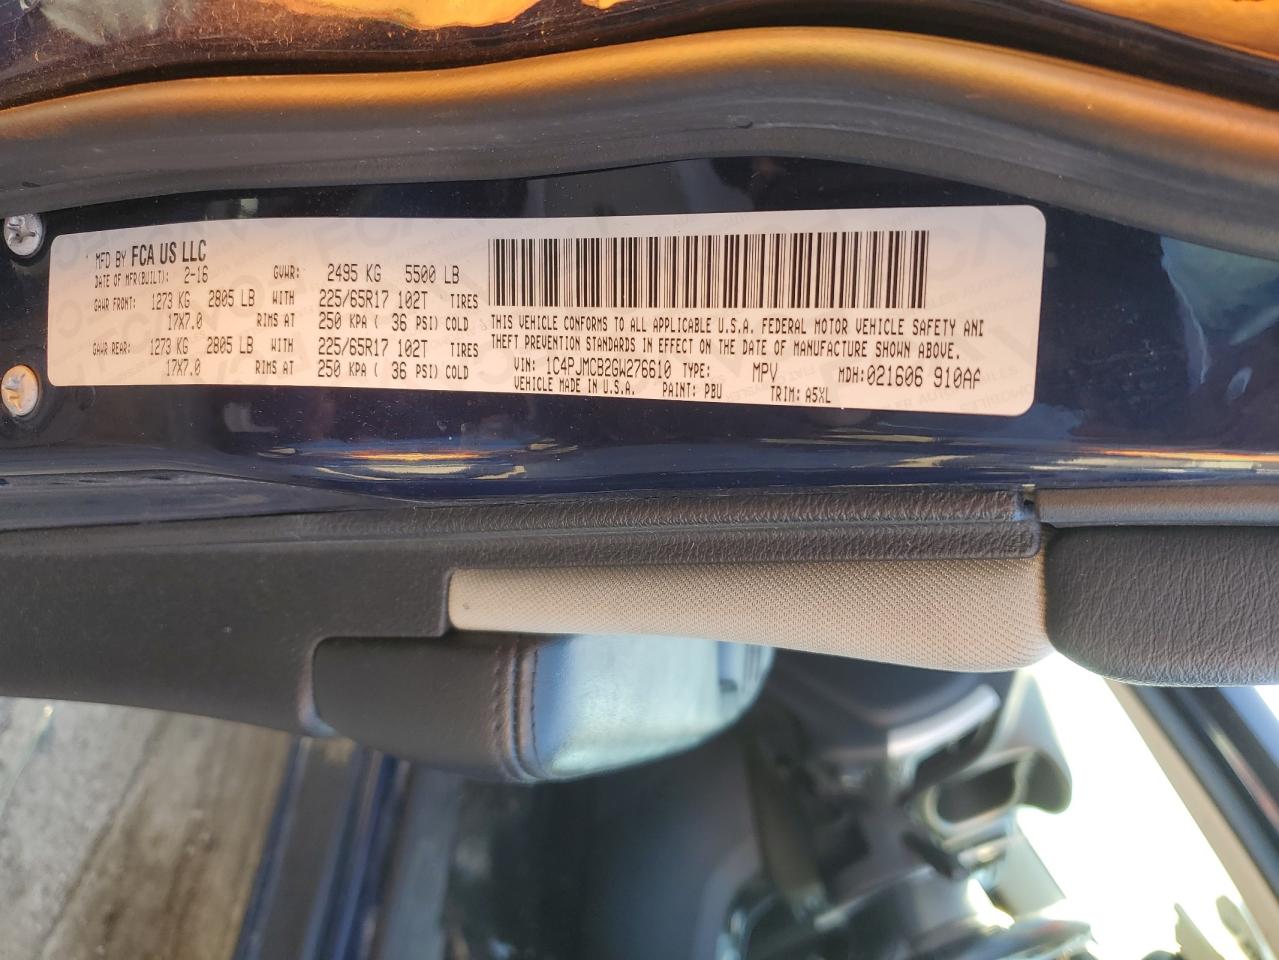 MFD BY FCA US LLC
DATE OF MFR(BUILT): 2-16 GVWR: 2495 KG 5500 LB
GAWR FRONT: 1273 KG 2805 LB WITH 225/65R17 102T TIRES
17X7.0 RIMS AT 250 KPA ( 36 PSI) COLD
GAWR REAR: 1273 KG 2805 LB WITH 225/65R17 102T TIRES
17X7.0 RIMS AT 250 KPA ( 36 PSI) COLD
THIS VEHICLE CONFORMS TO ALL APPLICABLE U.S.A. FEDERAL MOTOR VEHICLE SAFETY AND
THEFT PREVENTION STANDARDS IN EFFECT ON THE DATE OF MANUFACTURE SHOWN ABOVE.
VIN: 1C4PJMCB2GW276610 TYPE: MPV MDH:021606 910AA
VEHICLE MADE IN U.S.A. PAINT: PBU TRIM: A5XL